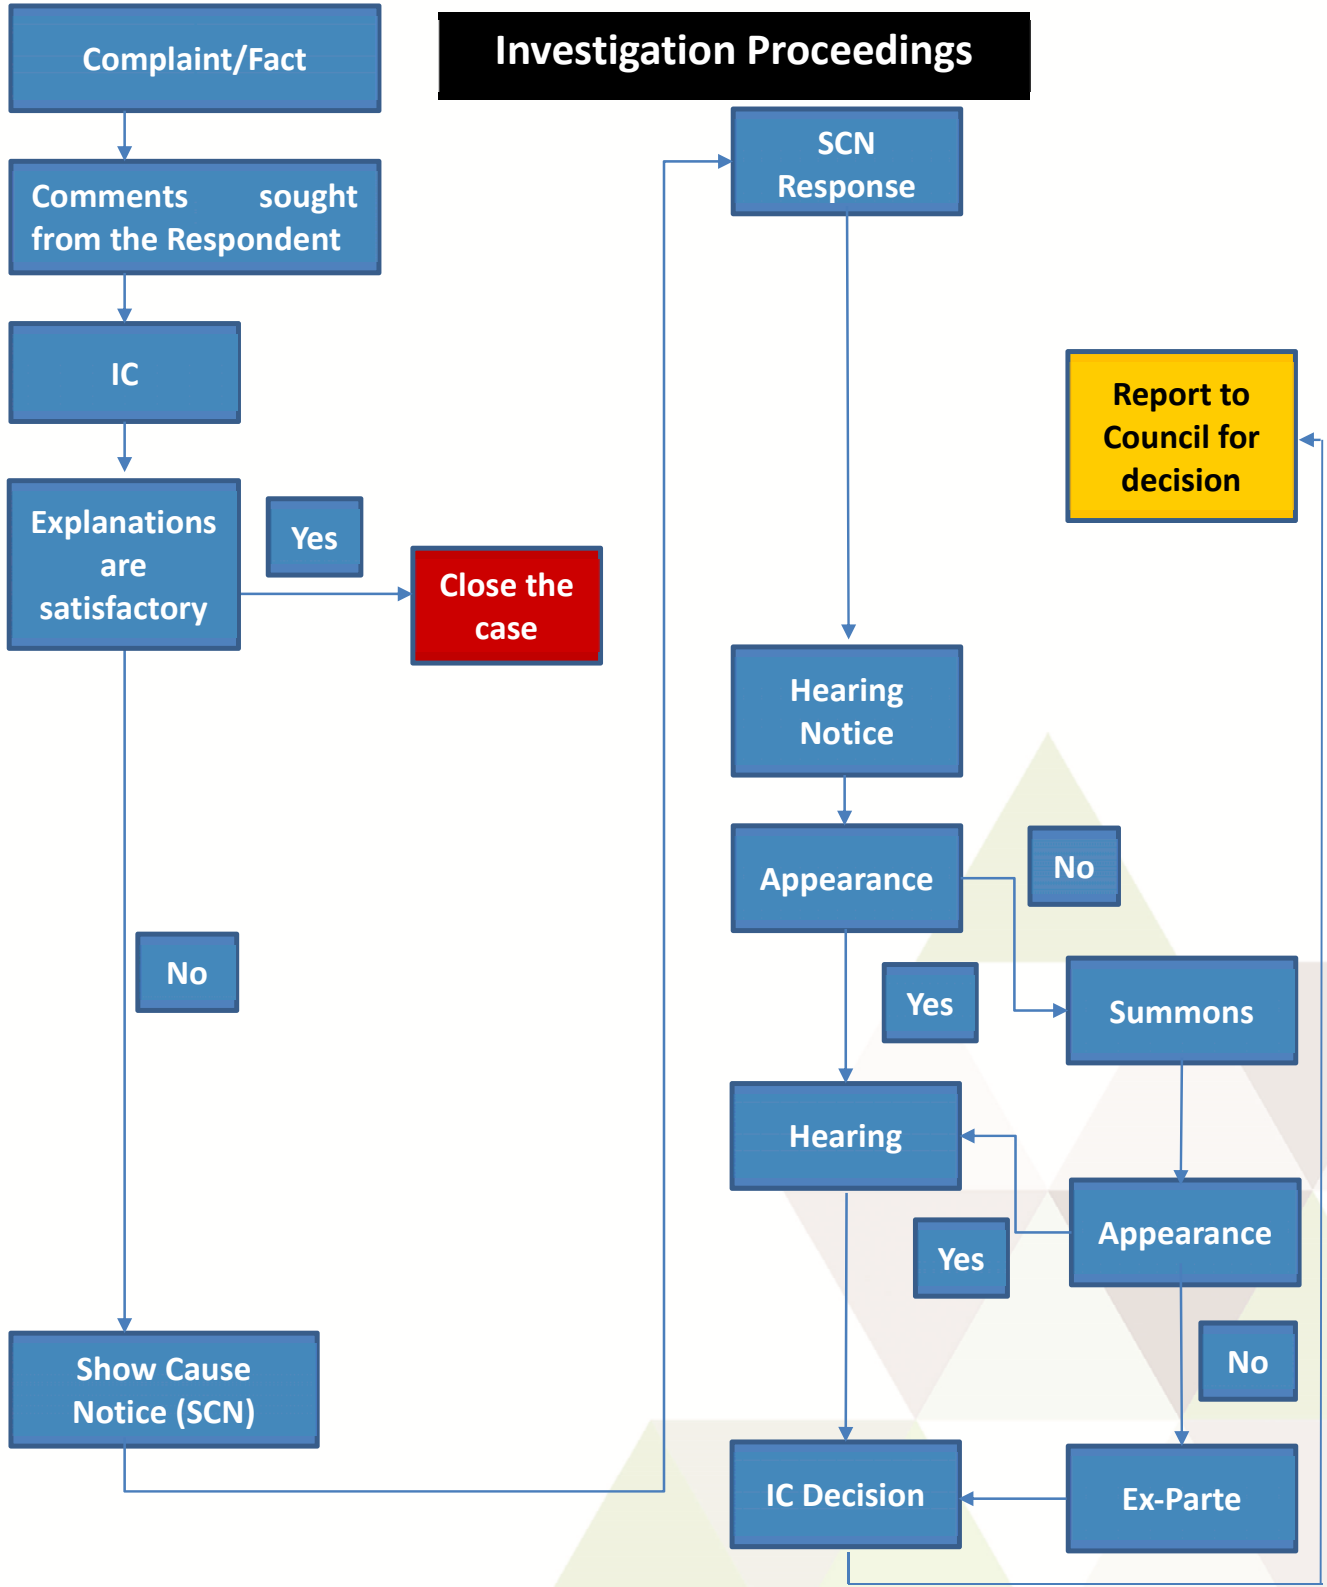 Investigation Proceedings
Complaint/Fact
Comments sought
from the Respondent
IC
Explanations
are
satisfactory
Yes
Close the
case
No
Show Cause
Notice (SCN)
SCN
Response
Hearing
Notice
Appearance
No
Yes
Summons
Hearing
Appearance
Yes
No
Ex-Parte
IC Decision
Report to
Council for
decision